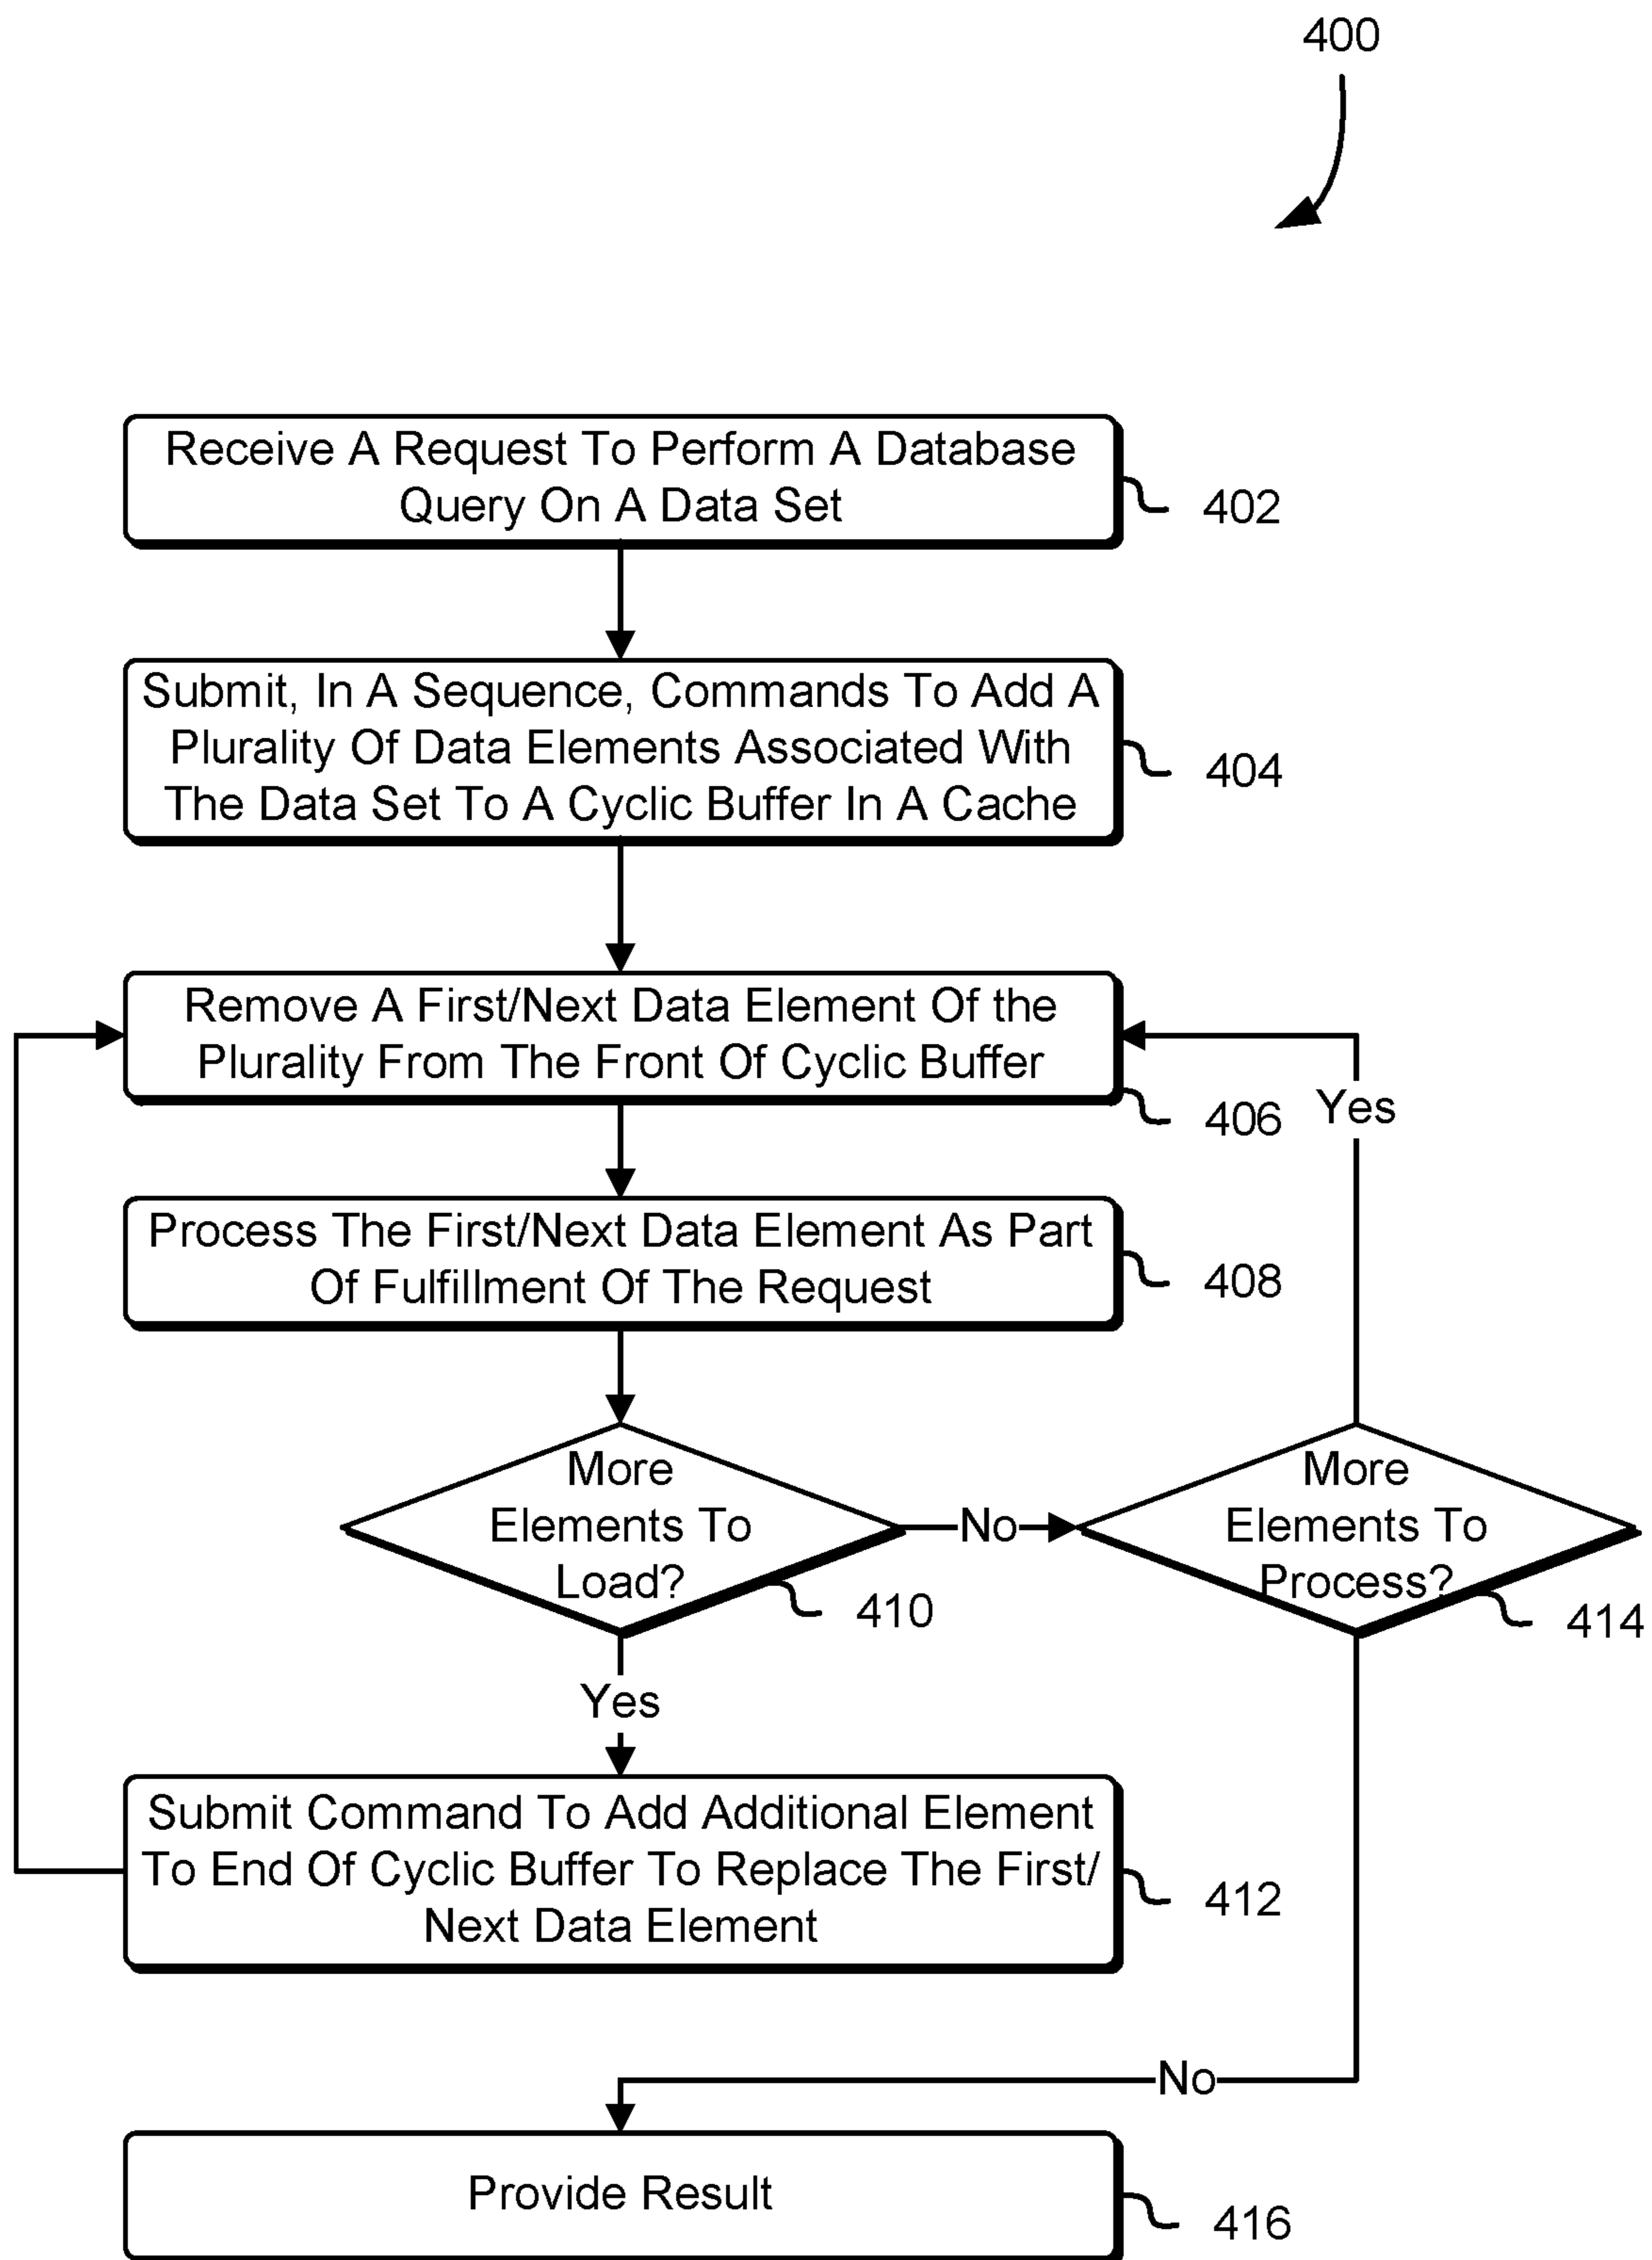 400
Receive A Request To Perform A Database
Query On A Data Set
402
Submit, In A Sequence, Commands To Add A
Plurality Of Data Elements Associated With
The Data Set To A Cyclic Buffer In A Cache
404
Remove A First/Next Data Element Of the
Plurality From The Front Of Cyclic Buffer
406
Yes
Process The First/Next Data Element As Part
Of Fulfillment Of The Request
408
More
Elements To
Load?
410
No
More
Elements To
Process?
414
Yes
Submit Command To Add Additional Element
To End Of Cyclic Buffer To Replace The First/
Next Data Element
412
No
Provide Result
416